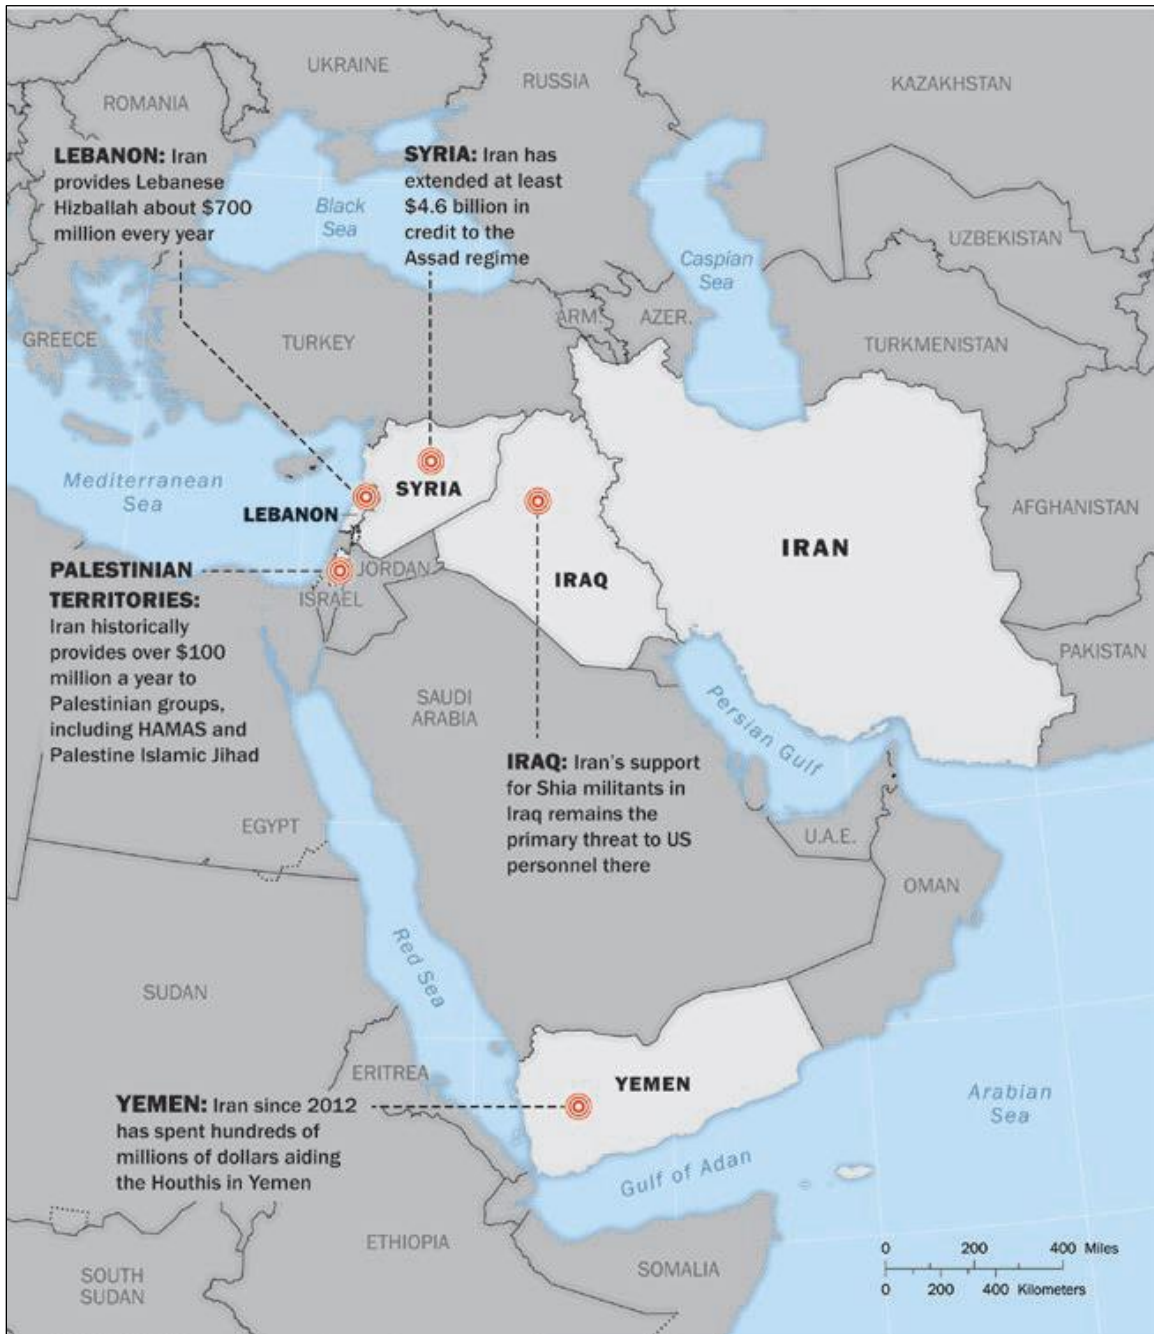 UKRAINE
RUSSIA
KAZAKHSTAN
ROMANIA
LEBANON: Iran
provides Lebanese
Hizballah about $700
million every year
SYRIA: Iran has
extended at least
$4.6 billion in
credit to the
Assad regime
Black
Sea
Caspian
Sea
UZBEKISTAN
GREECE
TURKEY
ARM.
AZER.
TURKMENISTAN
Mediterranean
Sea
SYRIA
LEBANON
AFGHANISTAN
IRAN
IRAQ
JORDAN
ISRAEL
PALESTINIAN
TERRITORIES:
Iran historically
provides over $100
million a year to
Palestinian groups,
including HAMAS and
Palestine Islamic Jihad
PAKISTAN
SAUDI
ARABIA
Persian Gulf
IRAQ: Iran's support
for Shia militants in
Iraq remains the
primary threat to US
personnel there
EGYPT
U.A.E.
OMAN
Red Sea
SUDAN
ERITREA
YEMEN
Arabian
Sea
YEMEN: Iran since 2012
has spent hundreds of
millions of dollars aiding
the Houthis in Yemen
Gulf of Adan
ETHIOPIA
SOMALIA
SOUTH
SUDAN
0 200 400 Miles
0 200 400 Kilometers